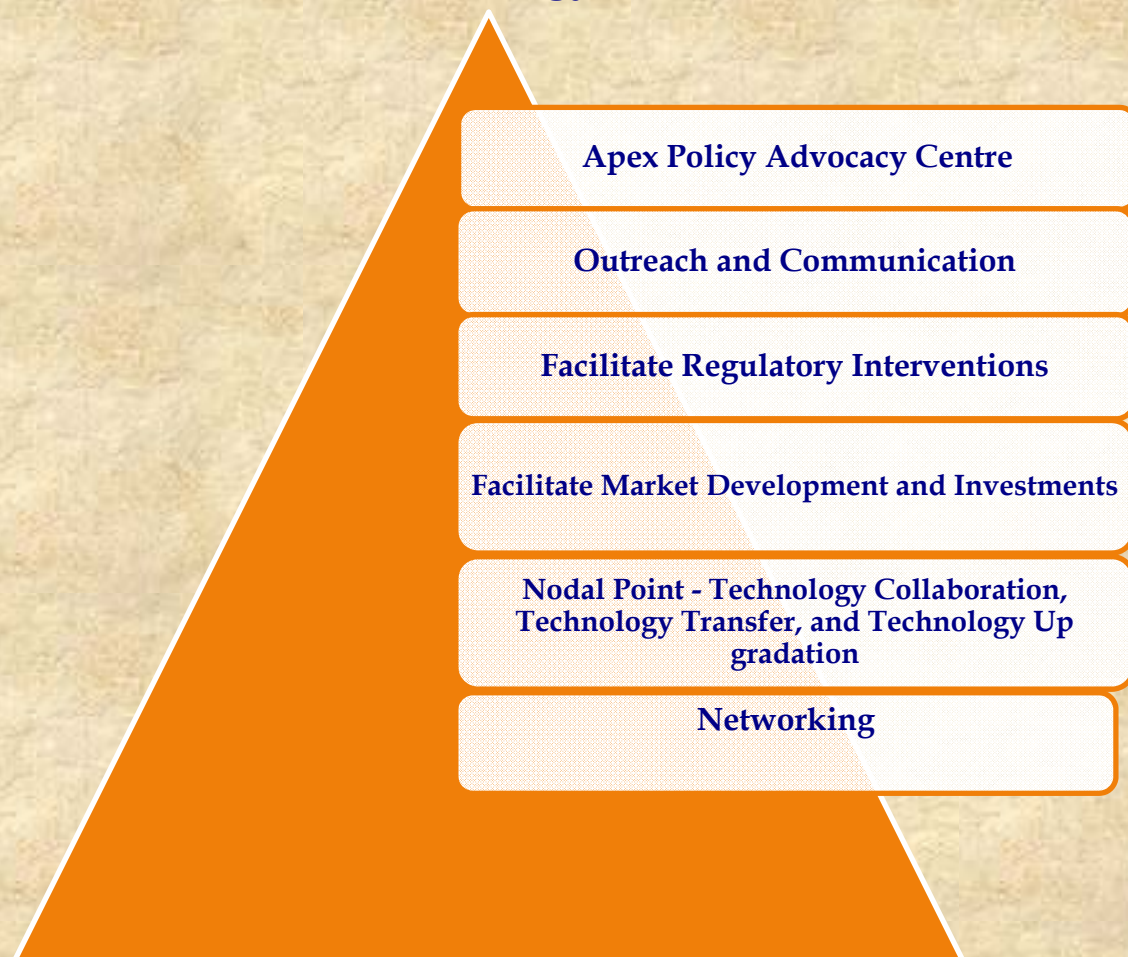 Apex Policy Advocacy Centre
Outreach and Communication
Facilitate Regulatory Interventions
Facilitate Market Development and Investments
Nodal Point - Technology Collaboration,
Technology Transfer, and Technology Up
gradation
Networking